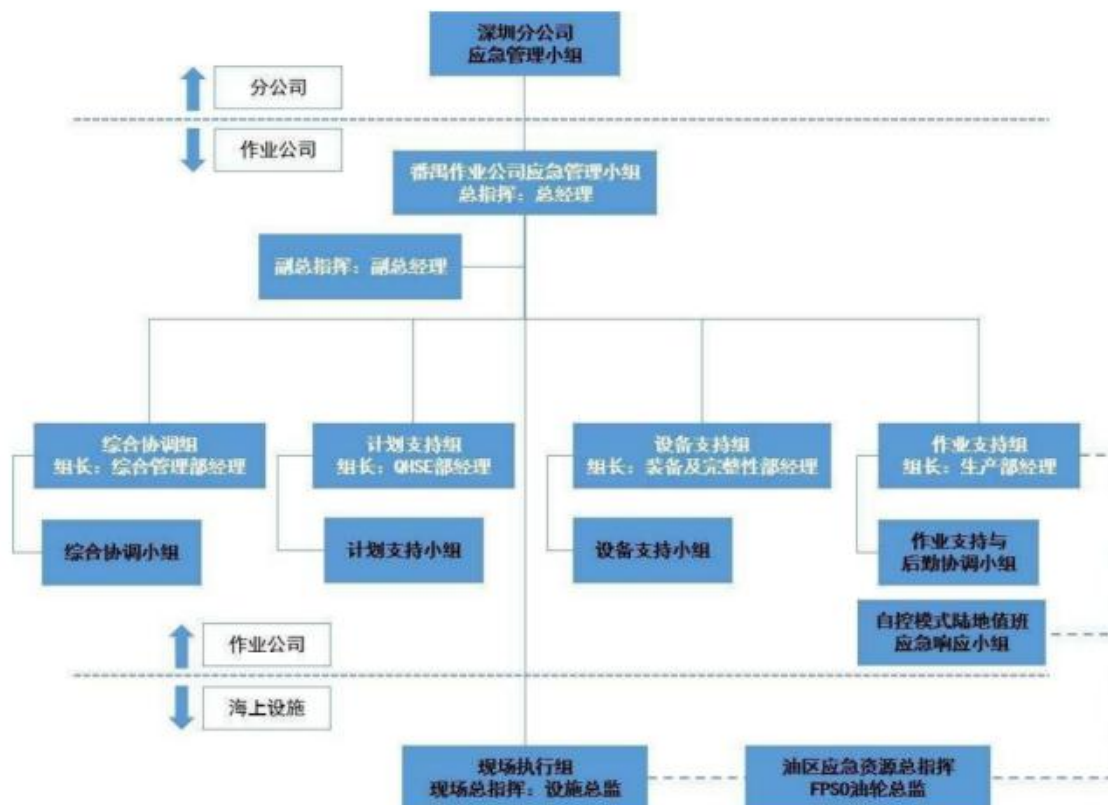 深圳分公司
应急管理小组
分公司
作业公司
番禺作业公司应急管理小组
总指挥：总经理
副总指挥：副总经理
综合协调组
组长：综合管理部经理
计划支持组
组长：QHSE部经理
设备支持组
组长：装备及完整性部经理
作业支持组
组长：生产部经理
综合协调小组
计划支持小组
设备支持小组
作业支持与
后勤协调小组
自控模式陆地值班
应急响应小组
作业公司
海上设施
现场执行组
现场总指挥：设施总监
油区应急资源总指挥
FPSO油轮总监